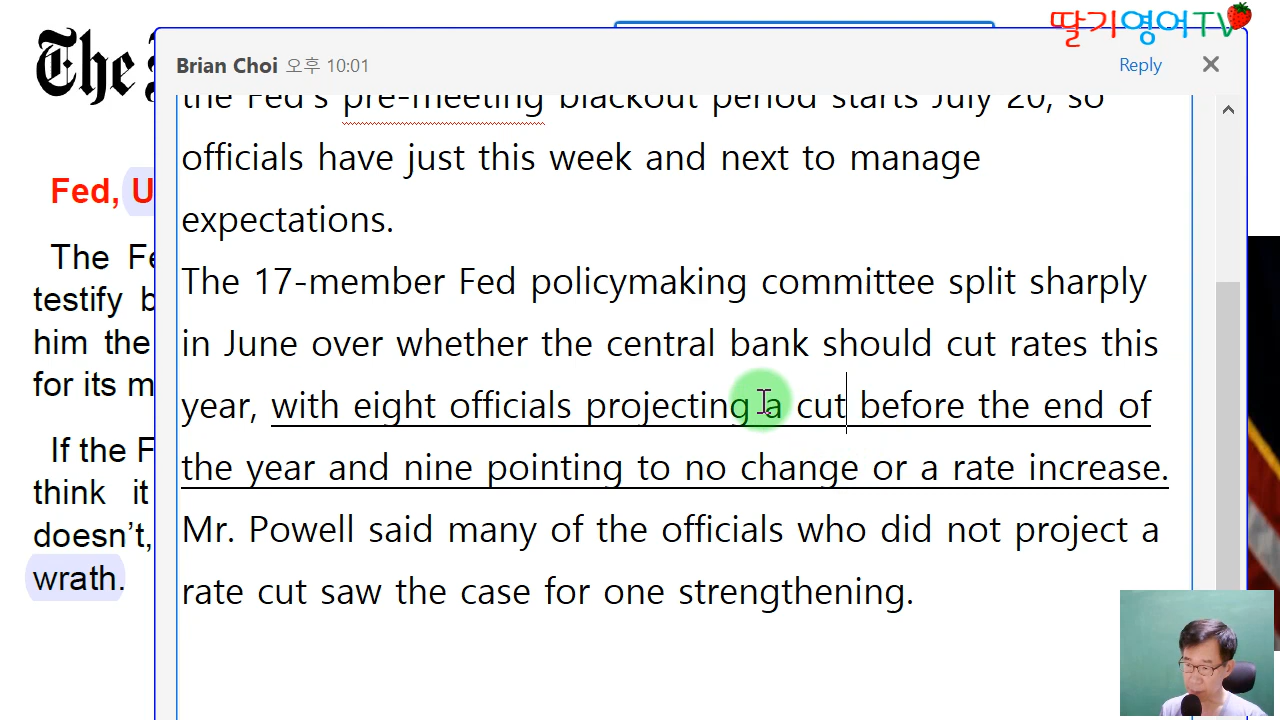 딸기영어TV
The
Brian Choi 오후 10:01
Reply
the Fed's pre-meeting blackout period starts July 20, so
officials have just this week and next to manage
expectations.
The 17-member Fed policymaking committee split sharply
in June over whether the central bank should cut rates this
year, with eight officials projecting a cut before the end of
the year and nine pointing to no change or a rate increase.
Mr. Powell said many of the officials who did not project a
rate cut saw the case for one strengthening.
Fed, U
The Fe
testify b
him the
for its m
If the F
think it
doesn't,
wrath.